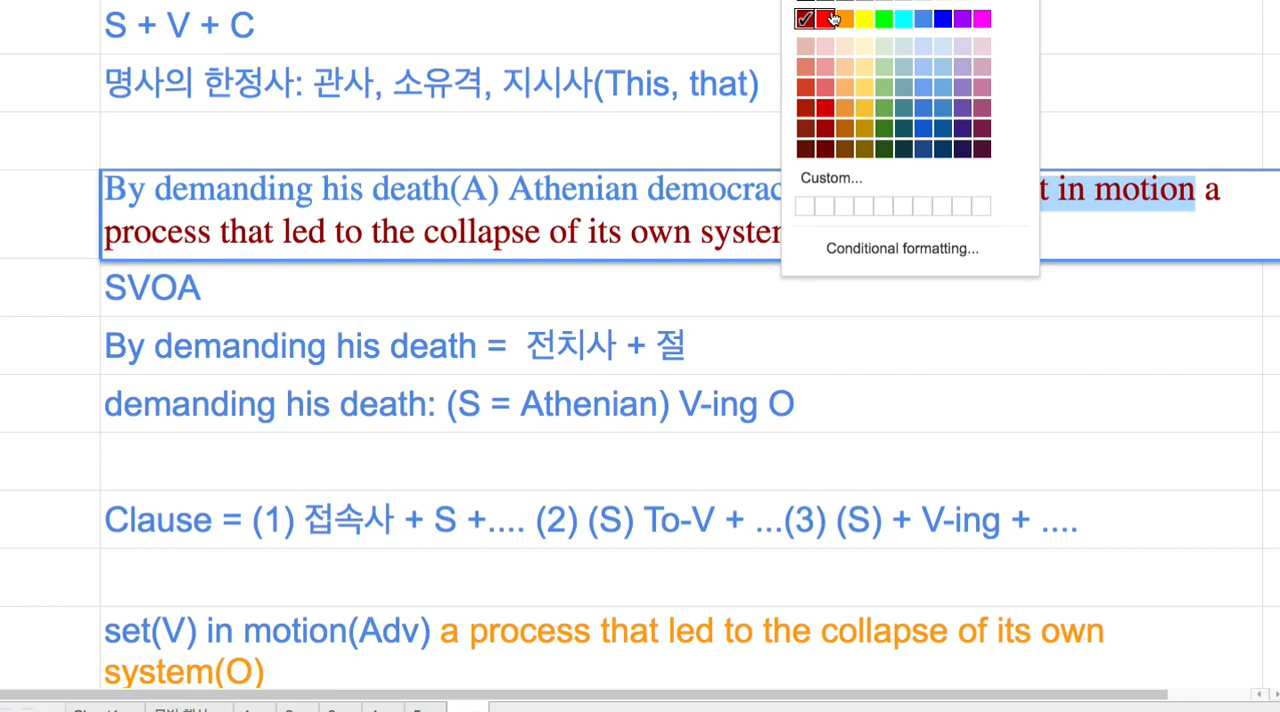 S + V + C
명사의 한정사: 관사, 소유격, 지시사(This, that)
Custom...
By demanding his death(A) Athenian democrac t in motion a
process that led to the collapse of its own system
Conditional formatting...
SVOA
By demanding his death = 전치사 + 절
demanding his death: (S = Athenian) V-ing O
Clause = (1) 접속사 + S +.... (2) (S) To-V + ...(3) (S) + V-ing + ....
set(V) in motion(Adv) a process that led to the collapse of its own
system(O)